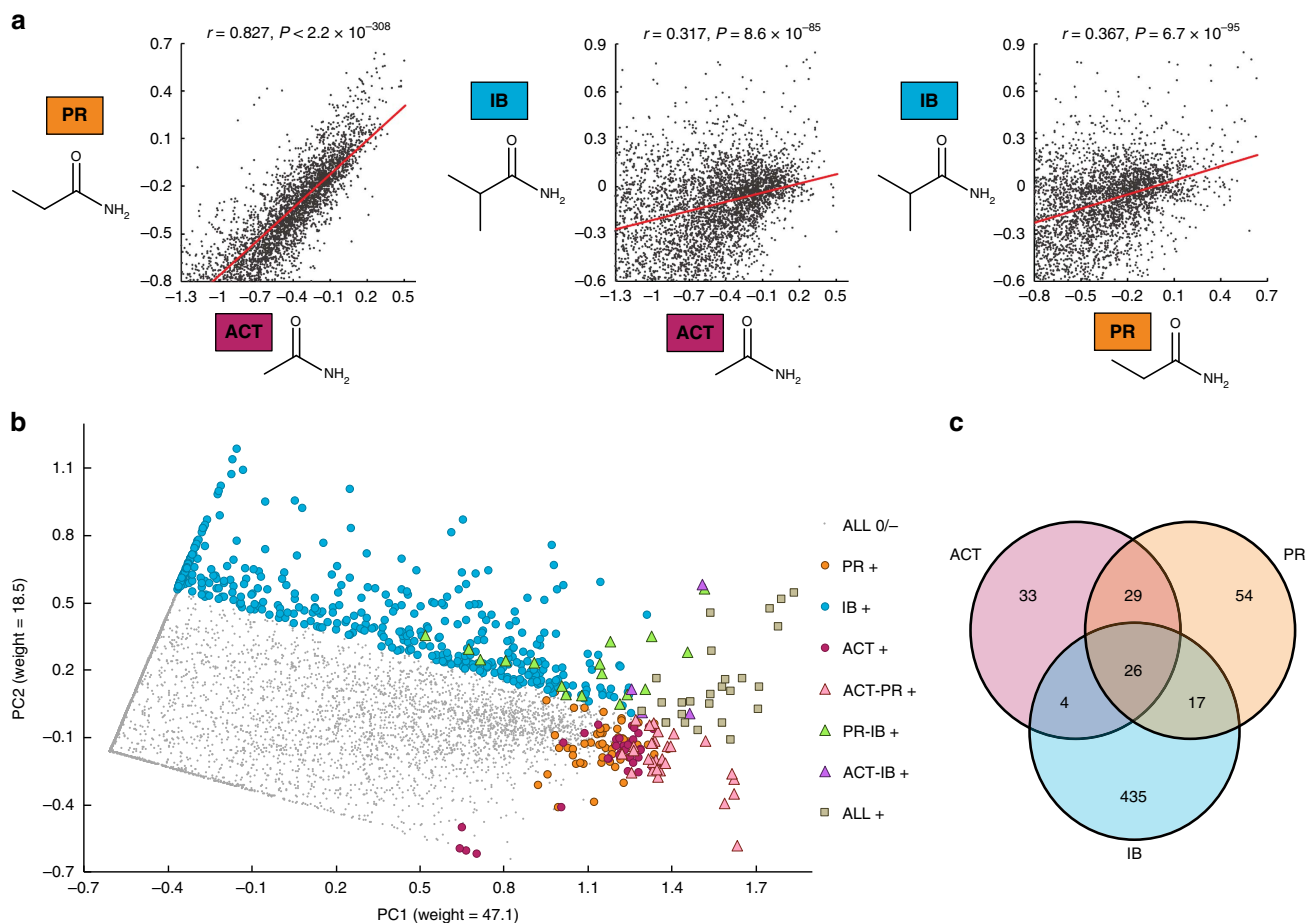 a
r = 0.827, P < 2.2 × 10–308
0.7
0.4
0.1
–0.2
–0.5
–0.8
–1.3 –1 –0.7 –0.4 –0.1 0.2 0.5
PR
O
NH2
ACT
O
NH2
r = 0.317, P = 8.6 × 10–85
0.9
0.6
0.3
0
–0.3
–0.6
–1.3 –1 –0.7 –0.4 –0.1 0.2 0.5
IB
O
NH2
ACT
O
NH2
r = 0.367, P = 6.7 × 10–95
0.9
0.6
0.3
0
–0.3
–0.6
–0.8 –0.5 –0.2 0.1 0.4 0.7
IB
O
NH2
PR
O
NH2
b
PC2 (weight = 18.5)
1.1
0.8
0.5
0.2
–0.1
–0.4
–0.7
–0.7 –0.4 –0.1 0.2 0.5 0.8 1.1 1.4 1.7
PC1 (weight = 47.1)
ALL 0/–
PR +
IB +
ACT +
ACT-PR +
PR-IB +
ACT-IB +
ALL +
c
ACT
PR
33
29
54
26
4
17
435
IB